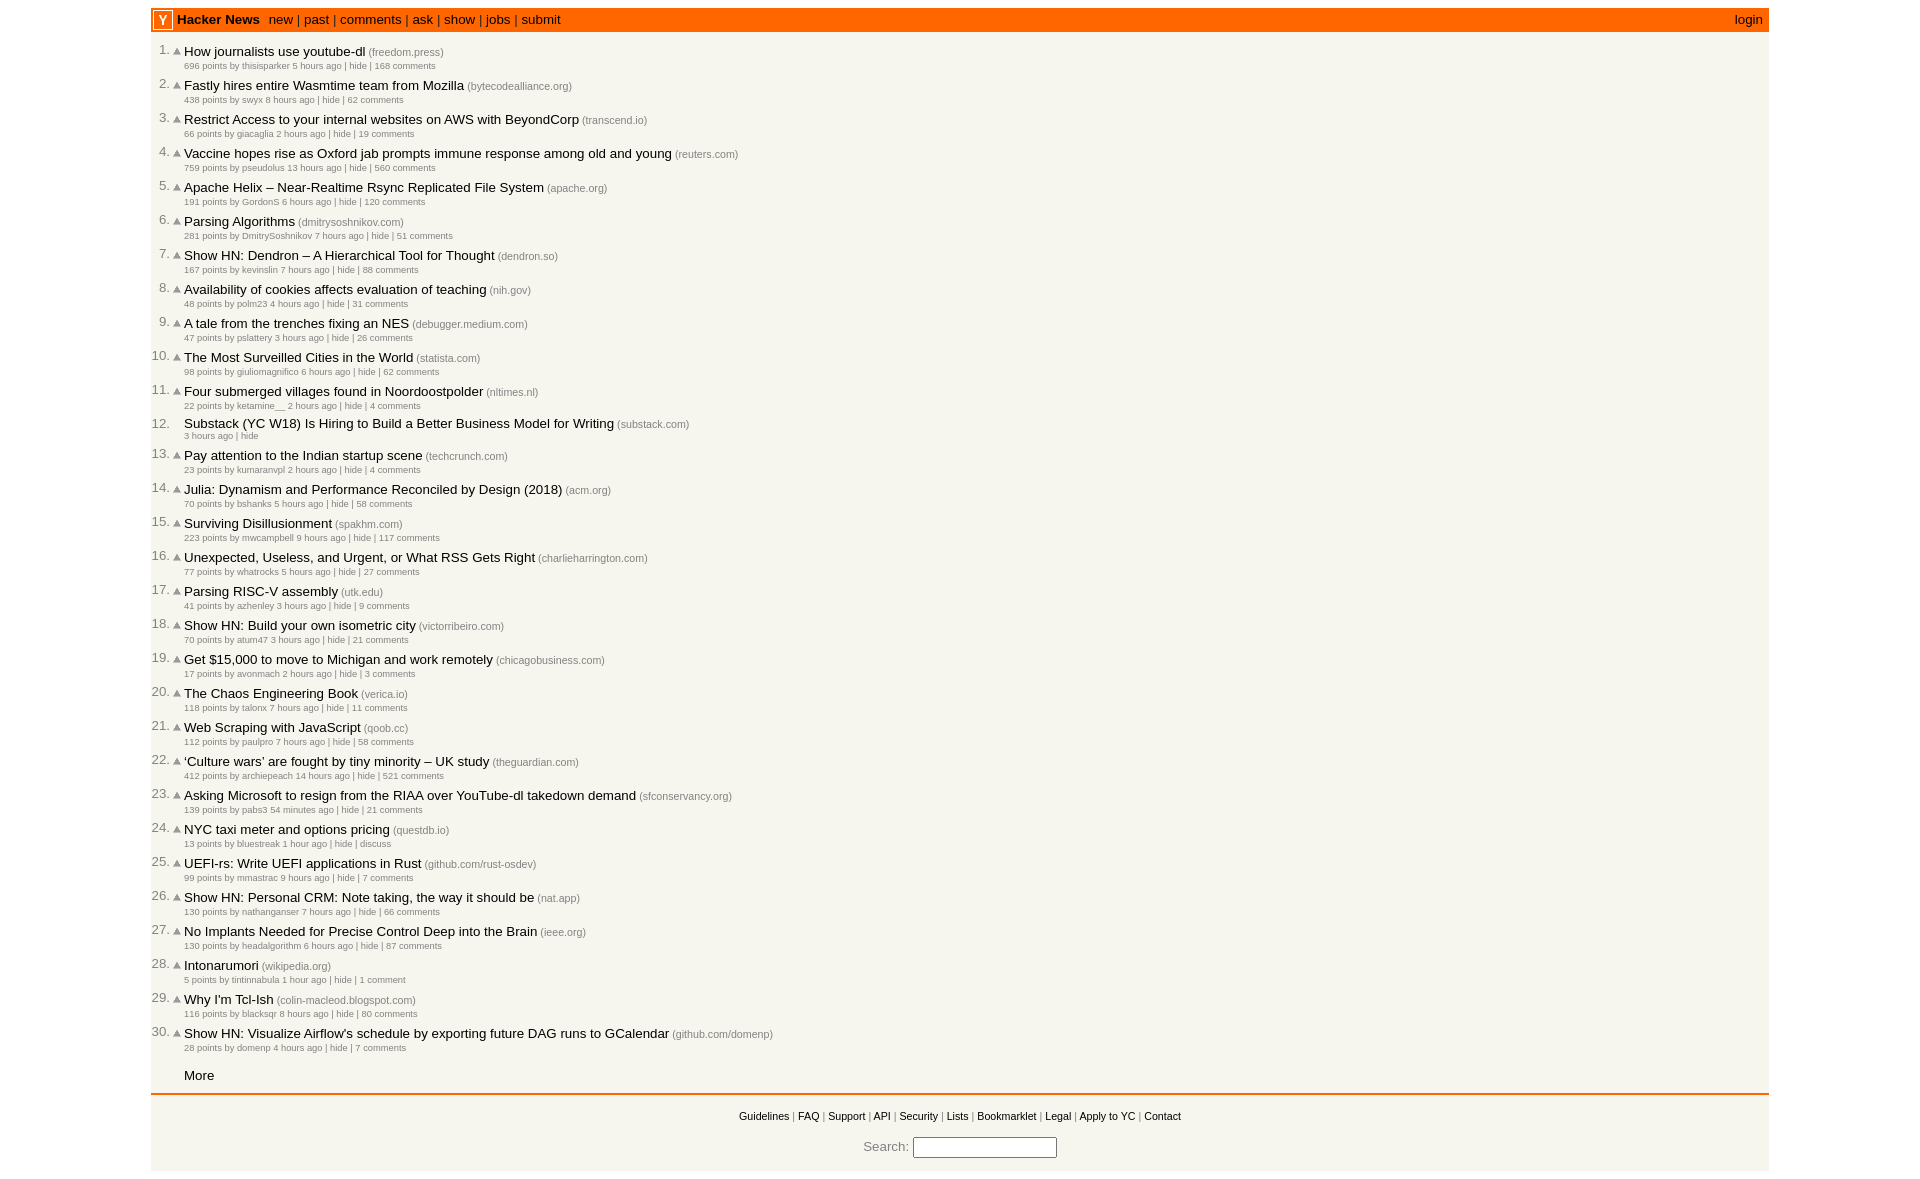 Y Hacker News new | past | comments | ask | show | jobs | submit login
1. How journalists use youtube-dl (freedom.press)
696 points by thisisparker 5 hours ago | hide | 168 comments
2. Fastly hires entire Wasmtime team from Mozilla (bytecodealliance.org)
438 points by swyx 8 hours ago | hide | 62 comments
3. Restrict Access to your internal websites on AWS with BeyondCorp (transcend.io)
66 points by giacaglia 2 hours ago | hide | 19 comments
4. Vaccine hopes rise as Oxford jab prompts immune response among old and young (reuters.com)
759 points by pseudolus 13 hours ago | hide | 560 comments
5. Apache Helix – Near-Realtime Rsync Replicated File System (apache.org)
191 points by GordonS 6 hours ago | hide | 120 comments
6. Parsing Algorithms (dmitrysoshnikov.com)
281 points by DmitrySoshnikov 7 hours ago | hide | 51 comments
7. Show HN: Dendron – A Hierarchical Tool for Thought (dendron.so)
167 points by kevinslin 7 hours ago | hide | 88 comments
8. Availability of cookies affects evaluation of teaching (nih.gov)
48 points by polm23 4 hours ago | hide | 31 comments
9. A tale from the trenches fixing an NES (debugger.medium.com)
47 points by pslattery 3 hours ago | hide | 26 comments
10. The Most Surveilled Cities in the World (statista.com)
98 points by giuliomagnifico 6 hours ago | hide | 62 comments
11. Four submerged villages found in Noordoostpolder (nltimes.nl)
22 points by ketamine__ 2 hours ago | hide | 4 comments
12. Substack (YC W18) Is Hiring to Build a Better Business Model for Writing (substack.com)
3 hours ago | hide
13. Pay attention to the Indian startup scene (techcrunch.com)
23 points by kumaranvpl 2 hours ago | hide | 4 comments
14. Julia: Dynamism and Performance Reconciled by Design (2018) (acm.org)
70 points by bshanks 5 hours ago | hide | 58 comments
15. Surviving Disillusionment (spakhm.com)
223 points by mwcampbell 9 hours ago | hide | 117 comments
16. Unexpected, Useless, and Urgent, or What RSS Gets Right (charlieharrington.com)
77 points by whatrocks 5 hours ago | hide | 27 comments
17. Parsing RISC-V assembly (utk.edu)
41 points by azhenley 3 hours ago | hide | 9 comments
18. Show HN: Build your own isometric city (victorribeiro.com)
70 points by atum47 3 hours ago | hide | 21 comments
19. Get $15,000 to move to Michigan and work remotely (chicagobusiness.com)
17 points by avonmach 2 hours ago | hide | 3 comments
20. The Chaos Engineering Book (verica.io)
118 points by talonx 7 hours ago | hide | 11 comments
21. Web Scraping with JavaScript (qoob.cc)
112 points by paulpro 7 hours ago | hide | 58 comments
22. ‘Culture wars’ are fought by tiny minority – UK study (theguardian.com)
412 points by archiepeach 14 hours ago | hide | 521 comments
23. Asking Microsoft to resign from the RIAA over YouTube-dl takedown demand (sfconservancy.org)
139 points by pabs3 54 minutes ago | hide | 21 comments
24. NYC taxi meter and options pricing (questdb.io)
13 points by bluestreak 1 hour ago | hide | discuss
25. UEFI-rs: Write UEFI applications in Rust (github.com/rust-osdev)
99 points by mmastrac 9 hours ago | hide | 7 comments
26. Show HN: Personal CRM: Note taking, the way it should be (nat.app)
130 points by nathanganser 7 hours ago | hide | 66 comments
27. No Implants Needed for Precise Control Deep into the Brain (ieee.org)
130 points by headalgorithm 6 hours ago | hide | 87 comments
28. Intonarumori (wikipedia.org)
5 points by tintinnabula 1 hour ago | hide | 1 comment
29. Why I'm Tcl-Ish (colin-macleod.blogspot.com)
116 points by blacksqr 8 hours ago | hide | 80 comments
30. Show HN: Visualize Airflow's schedule by exporting future DAG runs to GCalendar (github.com/domenp)
28 points by domenp 4 hours ago | hide | 7 comments
More
Guidelines | FAQ | Support | API | Security | Lists | Bookmarklet | Legal | Apply to YC | Contact
Search: